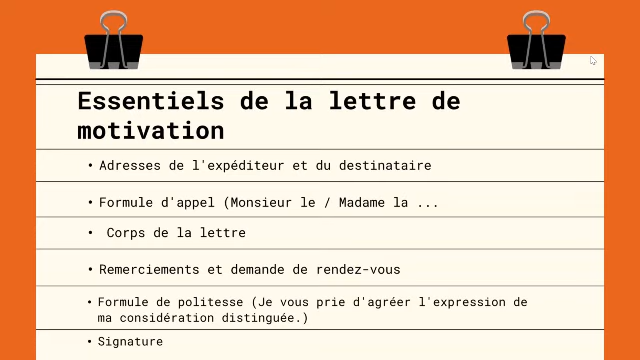 Essentiels de la lettre de
motivation
• Adresses de l'expéditeur et du destinataire
• Formule d'appel (Monsieur le / Madame la ...
• Corps de la lettre
• Remerciements et demande de rendez-vous
• Formule de politesse (Je vous prie d'agréer l'expression de
ma considération distinguée.)
• Signature